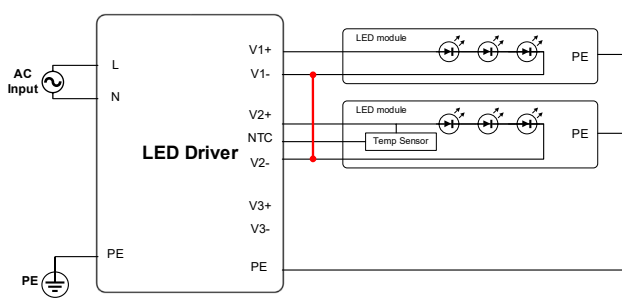 AC
Input
L
N
LED Driver
PE
PE
V1+
V1-
V2+
NTC
V2-
V3+
V3-
PE
LED module
PE
LED module
Temp Sensor
PE